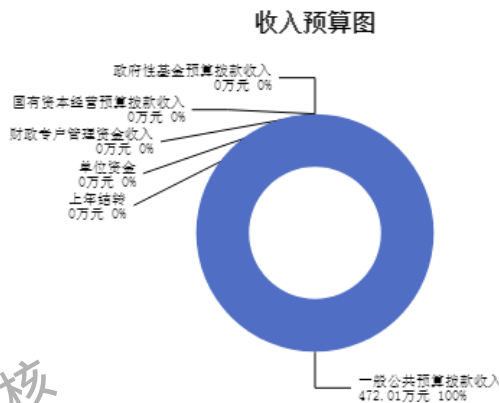 收入预算图
政府性基金预算拨款收入
0万元 0%
国有资本经营预算拨款收入
0万元 0%
财政专户管理资金收入
0万元 0%
单位资金
0万元 0%
上年结转
0万元 0%
一般公共预算拨款收入
472.01万元 100%
核